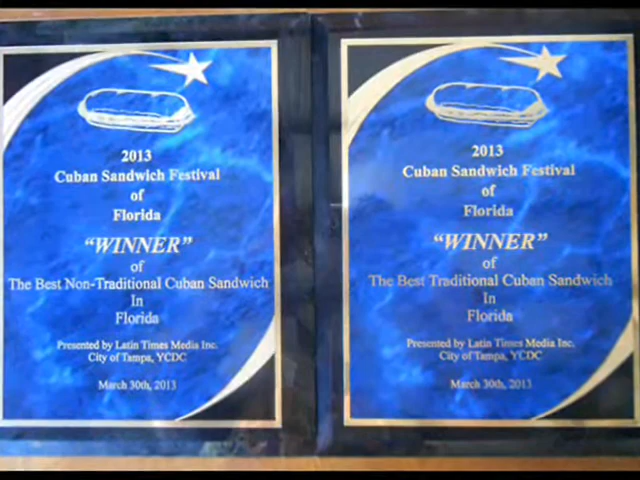 2013
Cuban Sandwich Festival
of
Florida
"WINNER"
of
The Best Non-Traditional Cuban Sandwich
In
Florida
Presented by Latin Times Media Inc.
City of Tampa, YCDC
March 30th, 2013
2013
Cuban Sandwich Festival
of
Florida
"WINNER"
of
The Best Traditional Cuban Sandwich
In
Florida
Presented by Latin Times Media Inc.
City of Tampa, YCDC
March 30th, 2013